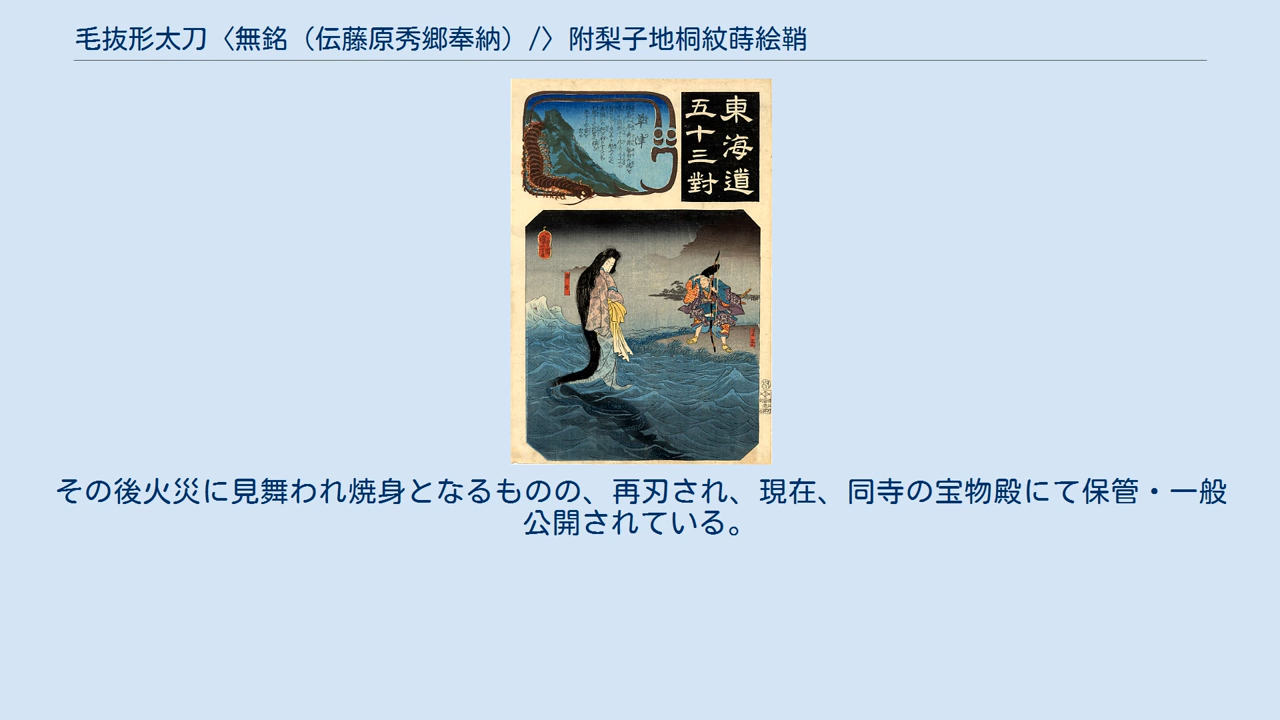 毛抜形太刀〈無銘（伝藤原秀郷奉納）/〉附梨子地桐紋蒔絵鞘
東海道
五十三對
草津
その後火災に見舞われ焼身となるものの、再刃され、現在、同寺の宝物殿にて保管・一般
公開されている。